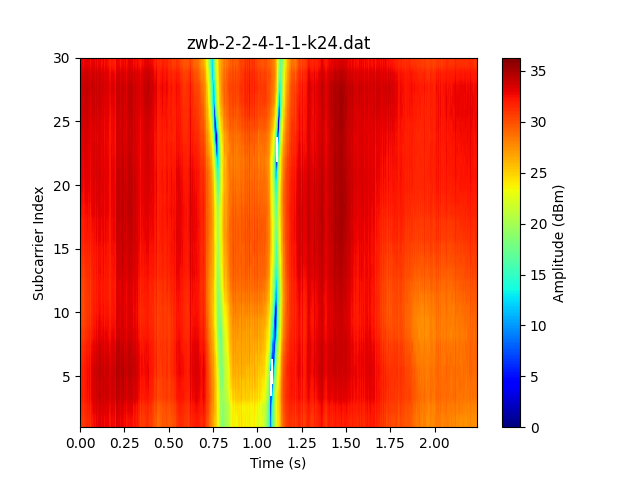 zwb-2-2-4-1-1-k24.dat
30
25
20
15
10
5
Subcarrier Index
0.00 0.25 0.50 0.75 1.00 1.25 1.50 1.75 2.00
Time (s)
35
30
25
20
15
10
5
0
Amplitude (dBm)